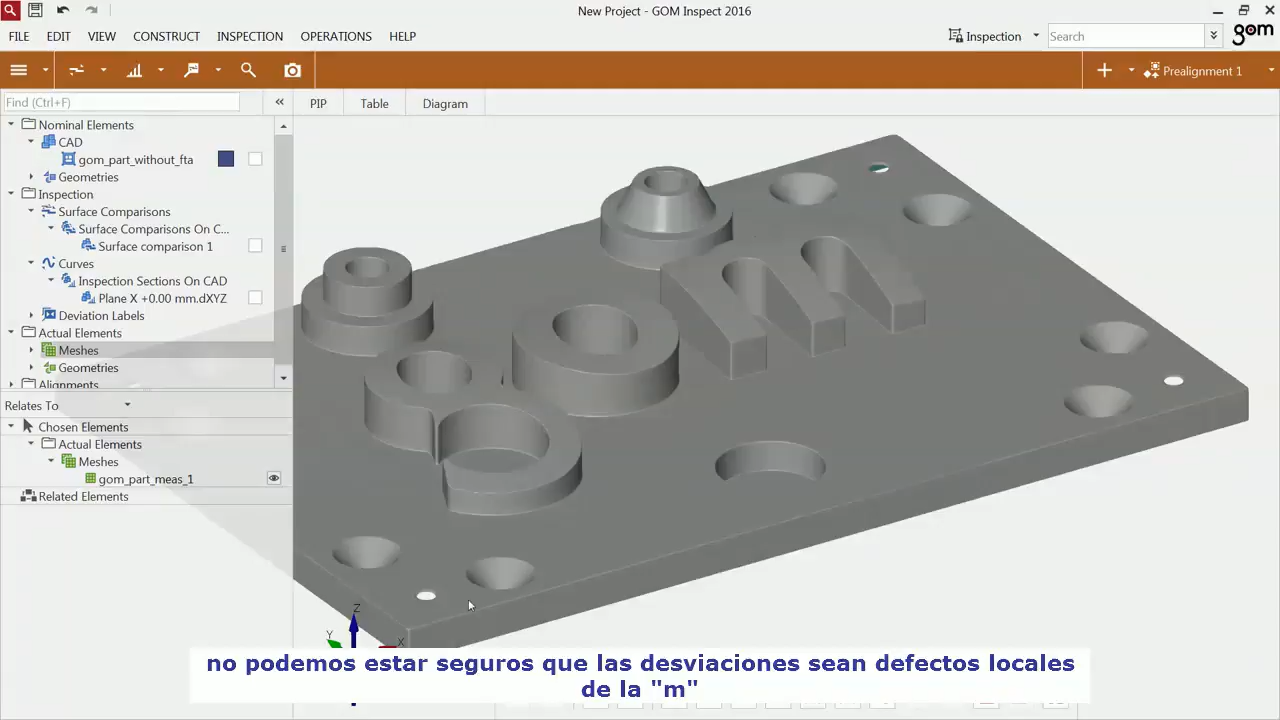 New Project - GOM Inspect 2016
FILE EDIT VIEW CONSTRUCT INSPECTION OPERATIONS HELP
Inspection
Search
gom
Prealignment 1
Find (Ctrl+F)
PIP Table Diagram
Nominal Elements
CAD
gom_part_without_fta
Geometries
Inspection
Surface Comparisons
Surface Comparisons On C...
Surface comparison 1
Curves
Inspection Sections On CAD
Plane X +0.00 mm.dXYZ
Deviation Labels
Actual Elements
Meshes
Geometries
Alignments
Relates To
Chosen Elements
Actual Elements
Meshes
gom_part_meas_1
Related Elements
Z
Y
X
no podemos estar seguros que las desviaciones sean defectos locales
de la "m"